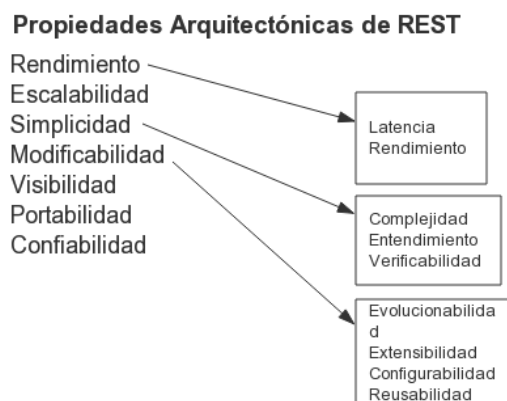 Propiedades Arquitectónicas de REST
Rendimiento
Escalabilidad
Simplicidad
Modificabilidad
Visibilidad
Portabilidad
Confiabilidad
Latencia
Rendimiento
Complejidad
Entendimiento
Verificabilidad
Evolucionabilida
d
Extensibilidad
Configurabilidad
Reusabilidad